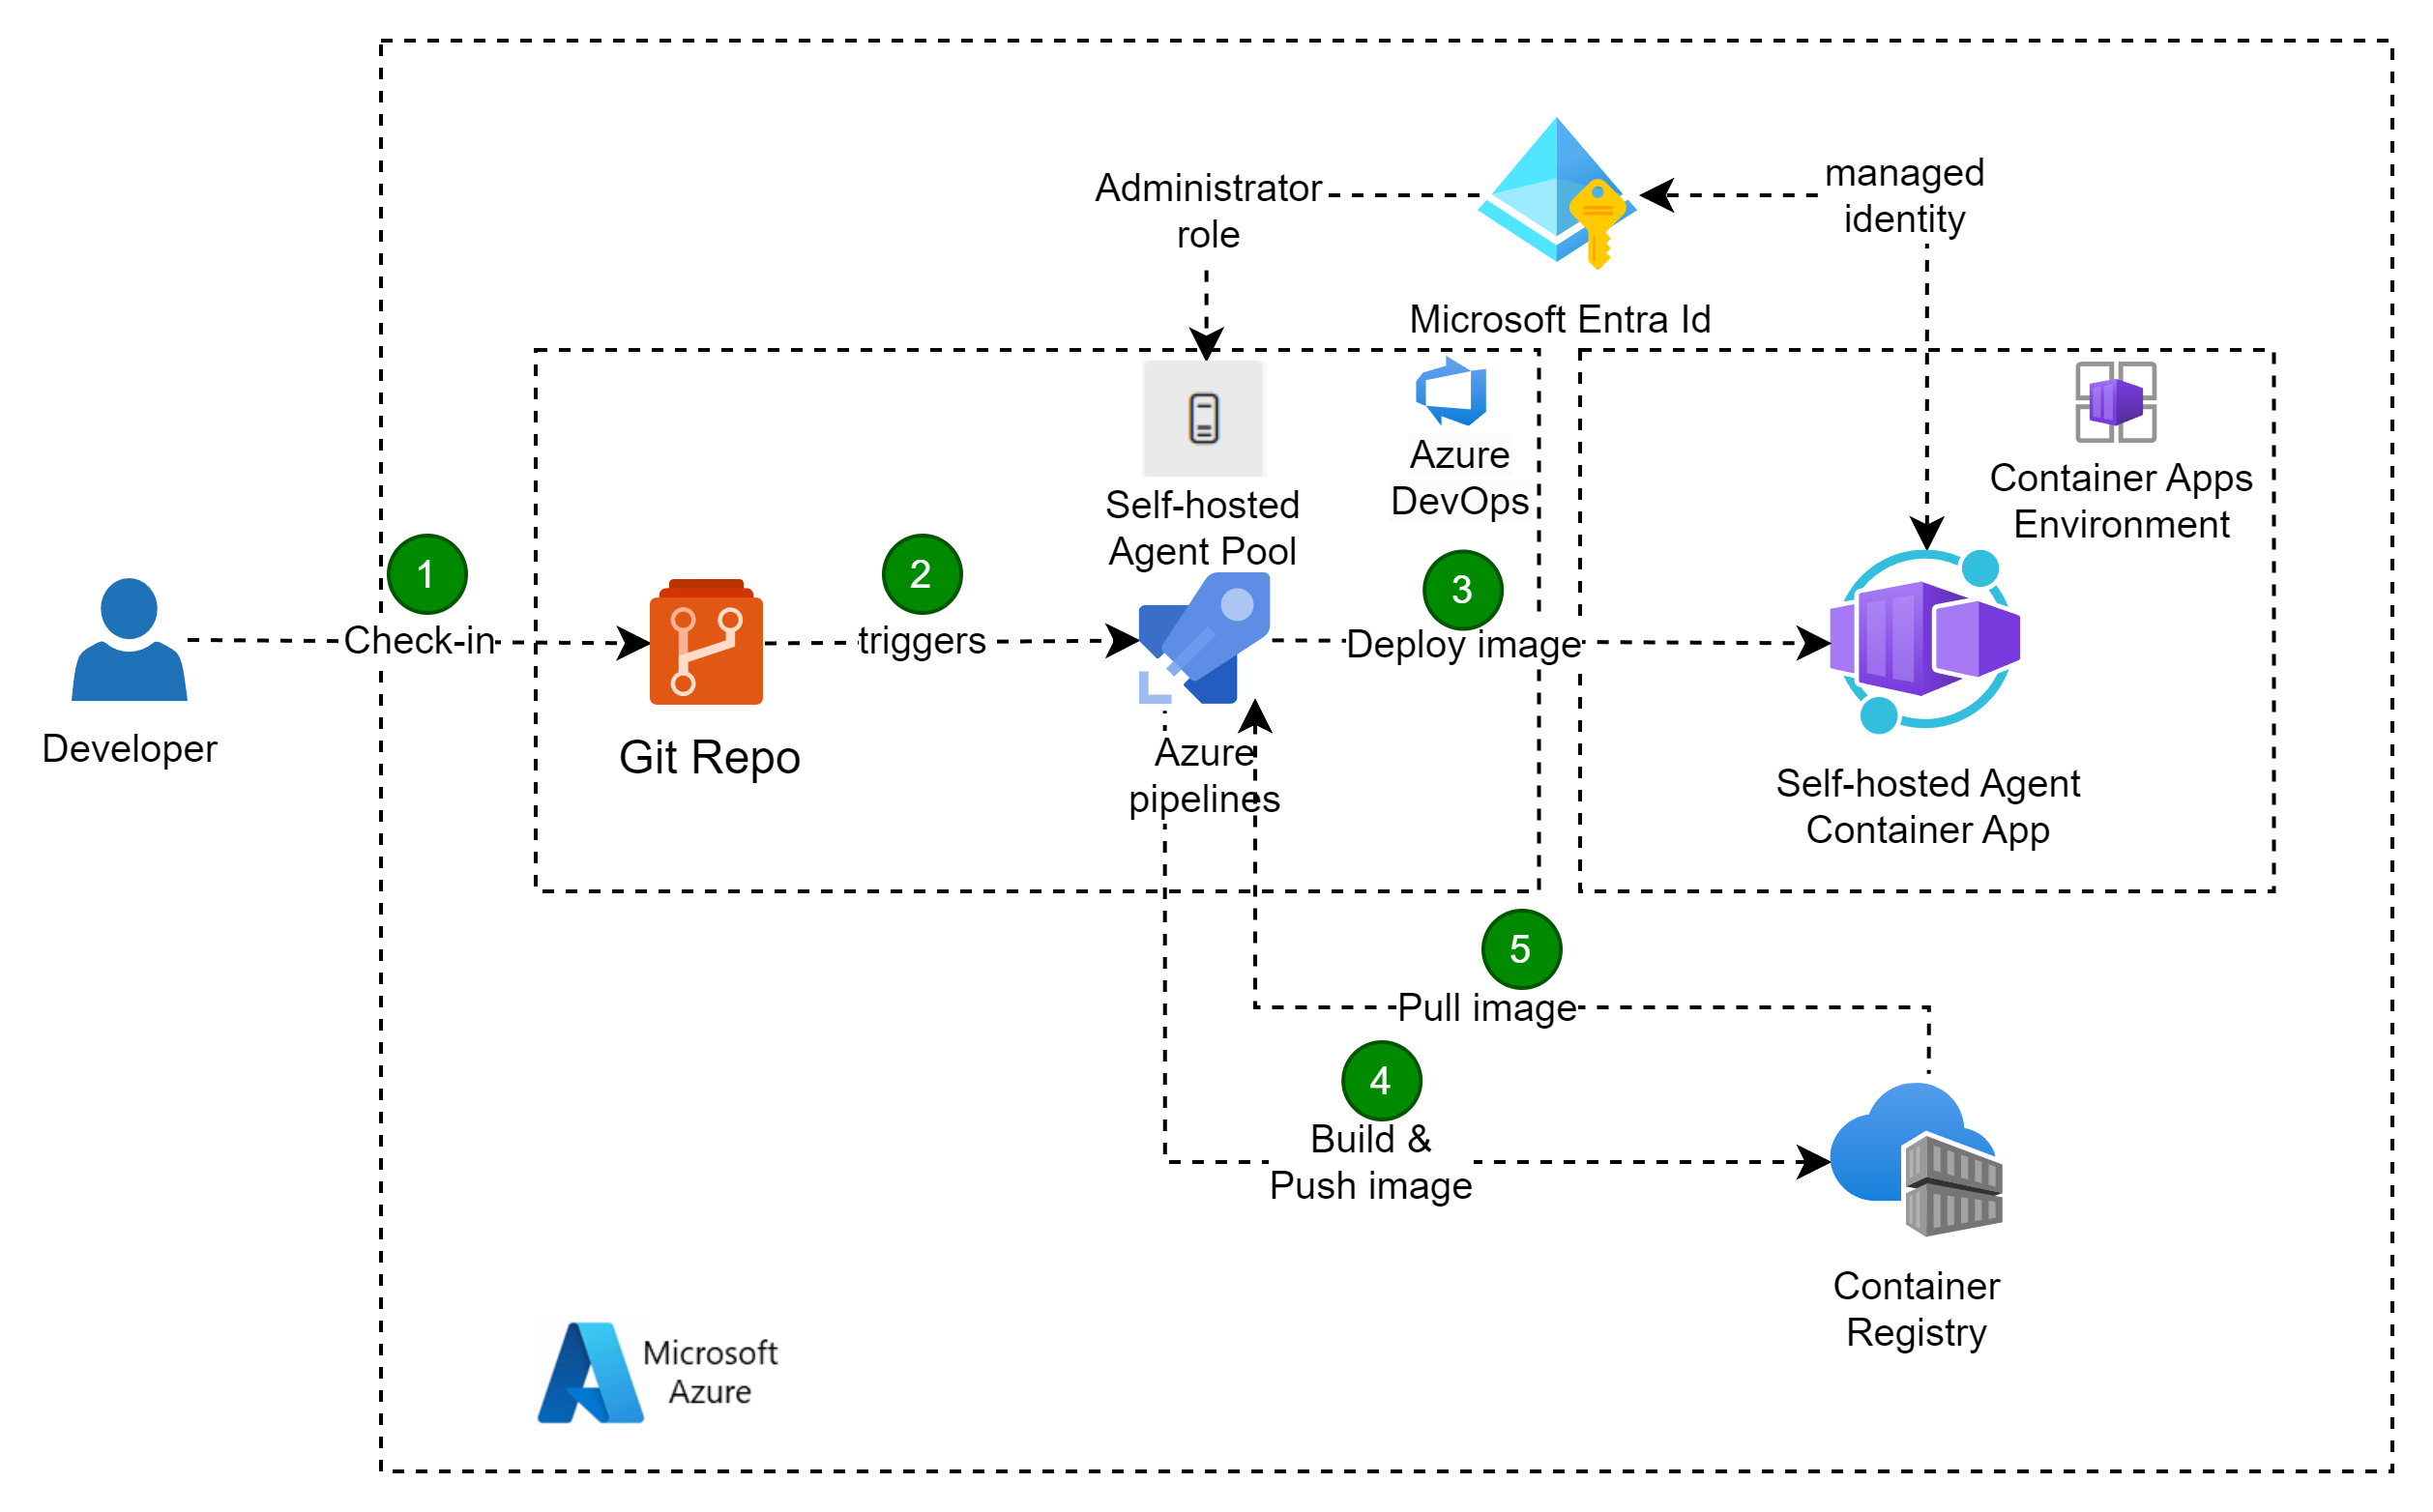 Administrator
role
managed
identity
Microsoft Entra Id
Self-hosted
Agent Pool
Azure
DevOps
Container Apps
Environment
1
Check-in
2
triggers
3
Deploy image
Developer
Git Repo
Azure
pipelines
Self-hosted Agent
Container App
5
Pull image
4
Build &
Push image
Container
Registry
Microsoft
Azure